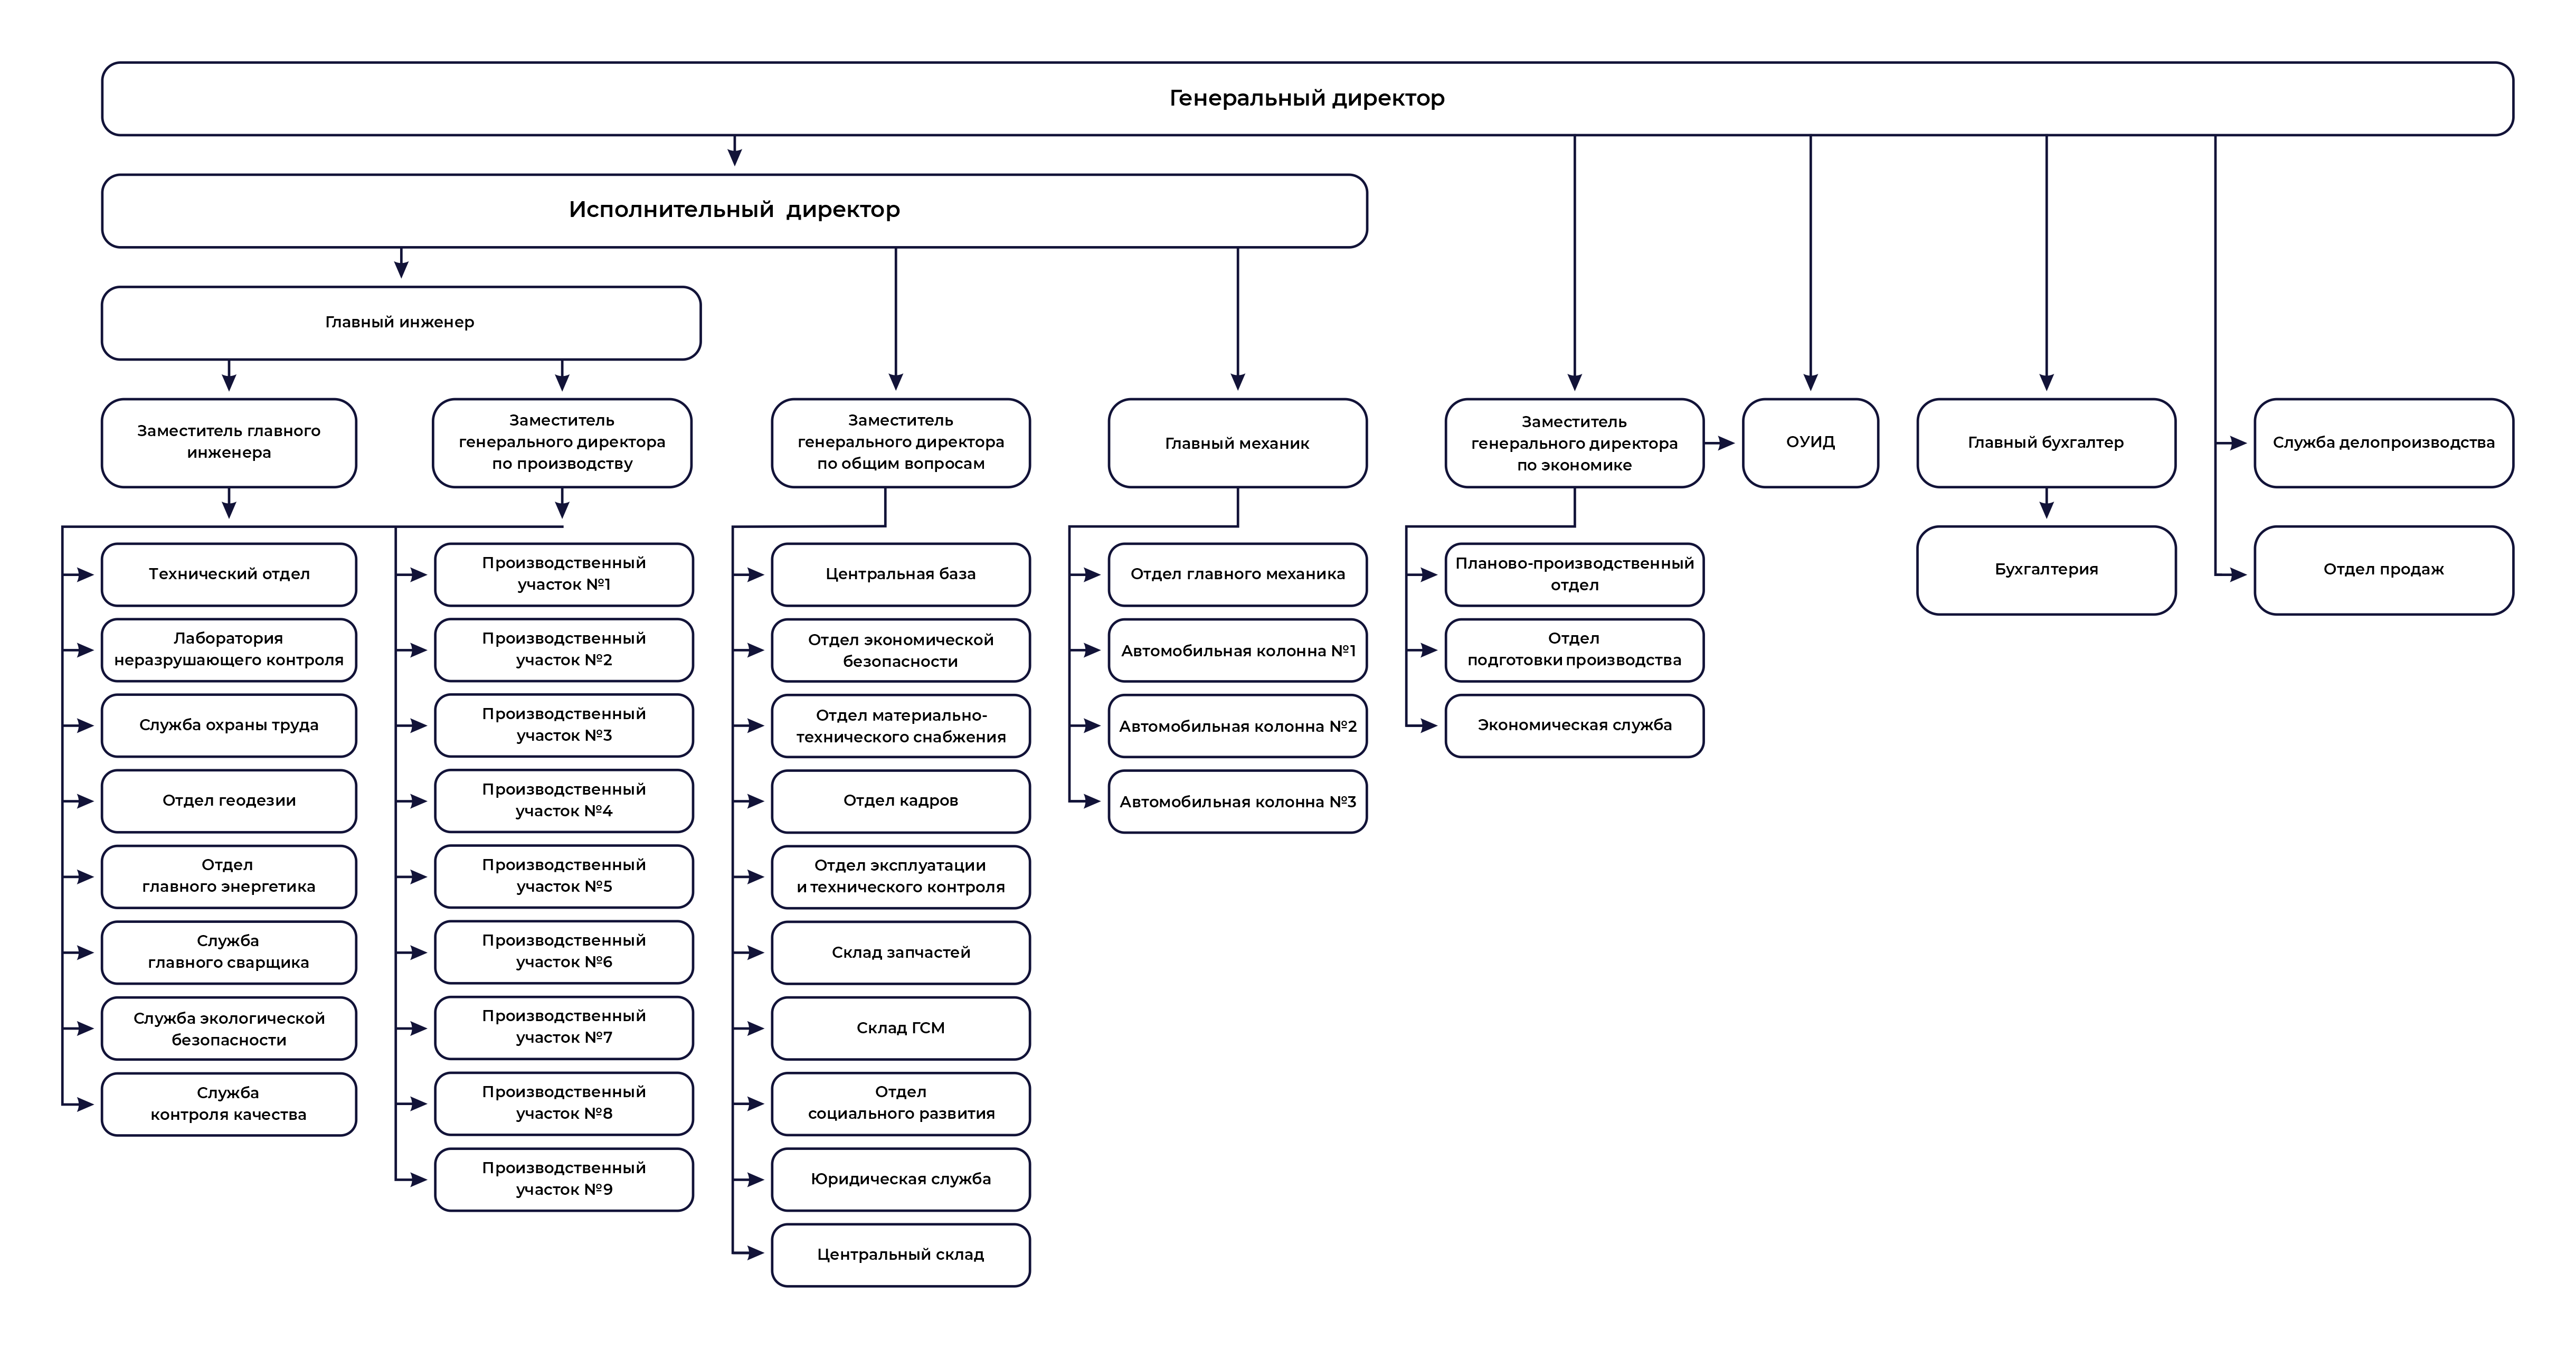 Генеральный директор
Исполнительный директор
Главный инженер
Заместитель главного
инженера
Заместитель
генерального директора
по производству
Заместитель
генерального директора
по общим вопросам
Главный механик
Заместитель
генерального директора
по экономике
ОУИД
Главный бухгалтер
Служба делопроизводства
Технический отдел
Лаборатория
неразрушающего контроля
Служба охраны труда
Отдел геодезии
Отдел
главного энергетика
Служба
главного сварщика
Служба экологической
безопасности
Служба
контроля качества
Производственный
участок №1
Производственный
участок №2
Производственный
участок №3
Производственный
участок №4
Производственный
участок №5
Производственный
участок №6
Производственный
участок №7
Производственный
участок №8
Производственный
участок №9
Центральная база
Отдел экономической
безопасности
Отдел материально-
технического снабжения
Отдел кадров
Отдел эксплуатации
и технического контроля
Склад запчастей
Склад ГСМ
Отдел
социального развития
Юридическая служба
Центральный склад
Отдел главного механика
Автомобильная колонна №1
Автомобильная колонна №2
Автомобильная колонна №3
Планово-производственный
отдел
Отдел
подготовки производства
Экономическая служба
Бухгалтерия
Отдел продаж